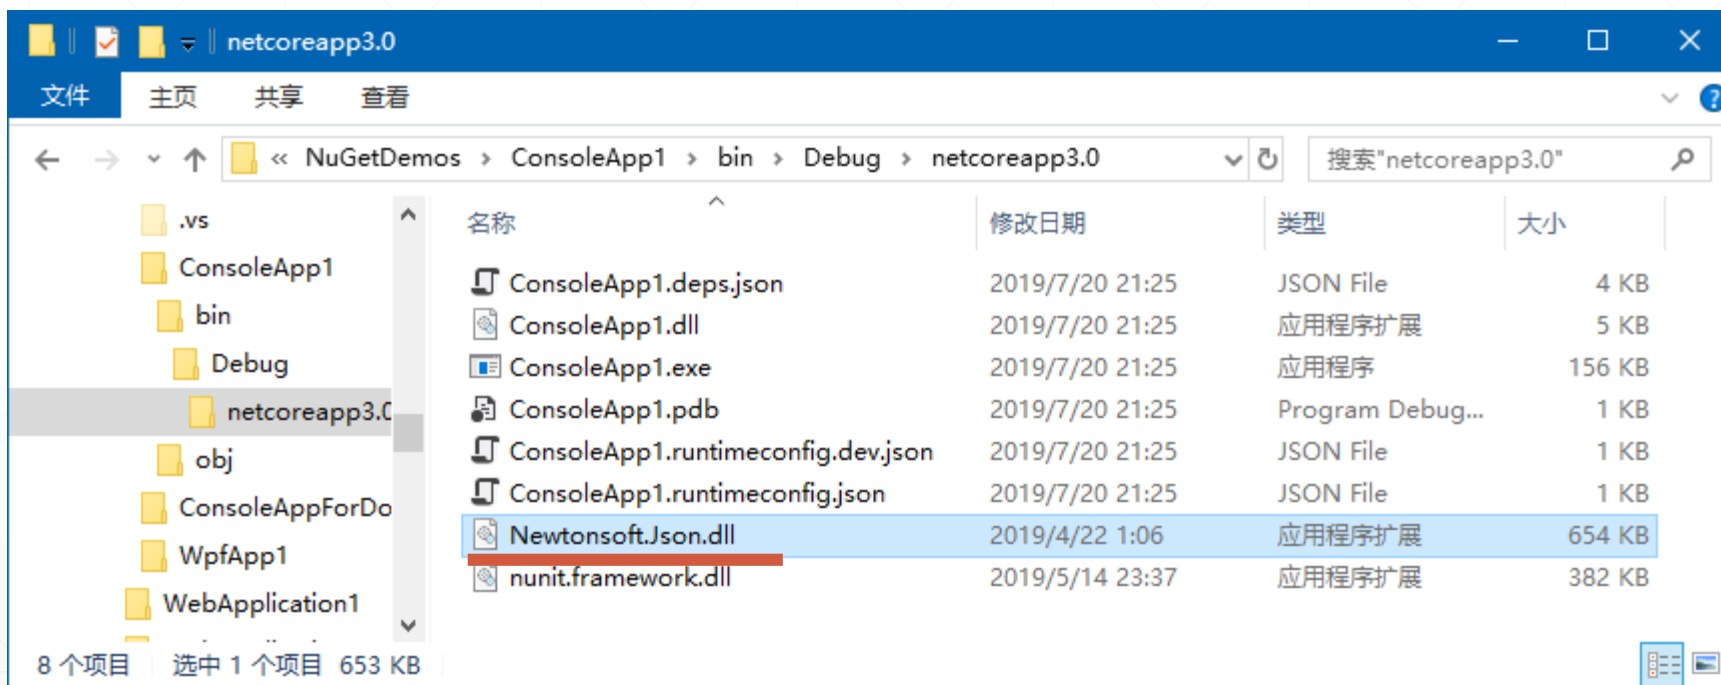 netcoreapp3.0
文件 主页 共享 查看
« NuGetDemos > ConsoleApp1 > bin > Debug > netcoreapp3.0 搜索"netcoreapp3.0"
.vs
ConsoleApp1
bin
Debug
netcoreapp3.0
obj
ConsoleAppForDo
WpfApp1
WebApplication1
名称 修改日期 类型 大小
ConsoleApp1.deps.json 2019/7/20 21:25 JSON File 4 KB
ConsoleApp1.dll 2019/7/20 21:25 应用程序扩展 5 KB
ConsoleApp1.exe 2019/7/20 21:25 应用程序 156 KB
ConsoleApp1.pdb 2019/7/20 21:25 Program Debug... 1 KB
ConsoleApp1.runtimeconfig.dev.json 2019/7/20 21:25 JSON File 1 KB
ConsoleApp1.runtimeconfig.json 2019/7/20 21:25 JSON File 1 KB
Newtonsoft.Json.dll 2019/4/22 1:06 应用程序扩展 654 KB
nunit.framework.dll 2019/5/14 23:37 应用程序扩展 382 KB
8 个项目 选中 1 个项目 653 KB